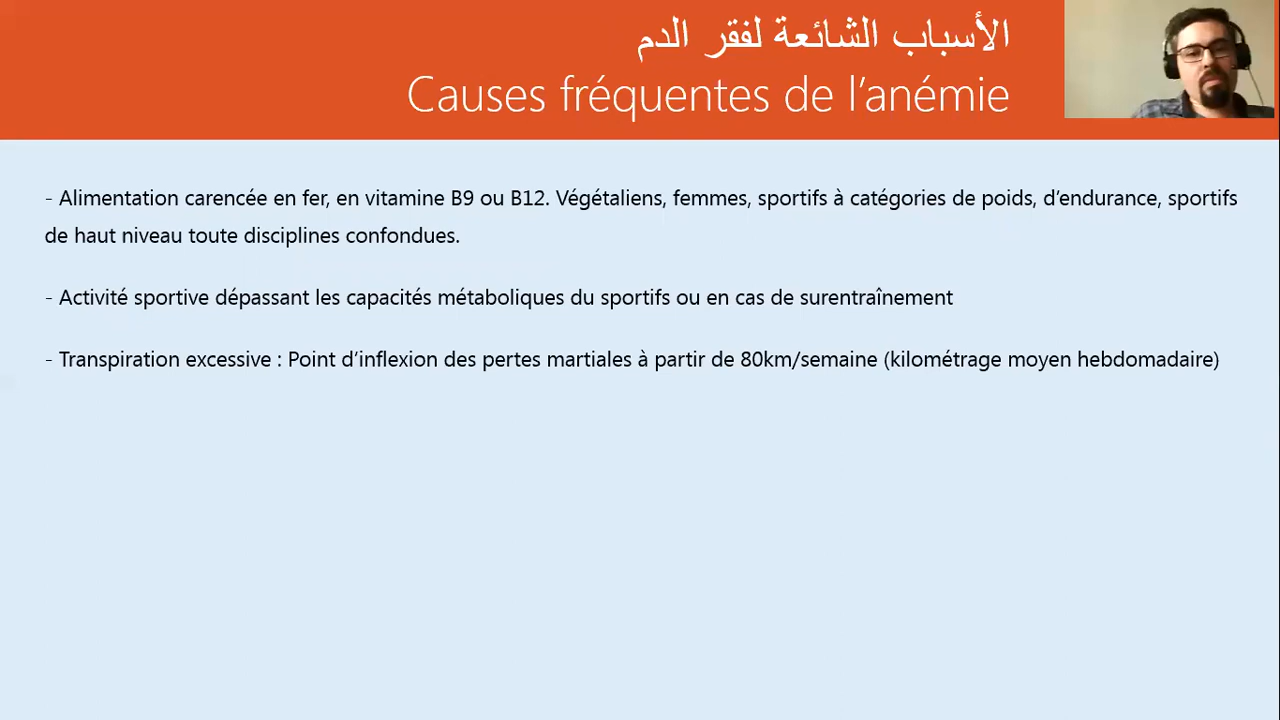 الأسباب الشائعة لفقر الدم
Causes fréquentes de l’anémie
- Alimentation carencée en fer, en vitamine B9 ou B12. Végétaliens, femmes, sportifs à catégories de poids, d’endurance, sportifs
de haut niveau toute disciplines confondues.
- Activité sportive dépassant les capacités métaboliques du sportifs ou en cas de surentraînement
- Transpiration excessive : Point d’inflexion des pertes martiales à partir de 80km/semaine (kilométrage moyen hebdomadaire)